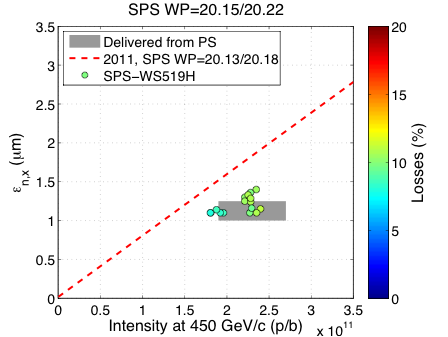 SPS WP=20.15/20.22
Delivered from PS
2011, SPS WP=20.13/20.18
SPS-WS519H
3.5
3
2.5
2
1.5
1
0.5
0
ε n,x (μm)
0 0.5 1 1.5 2 2.5 3 3.5
Intensity at 450 GeV/c (p/b)
x 10^11
20
15
10
5
0
Losses (%)